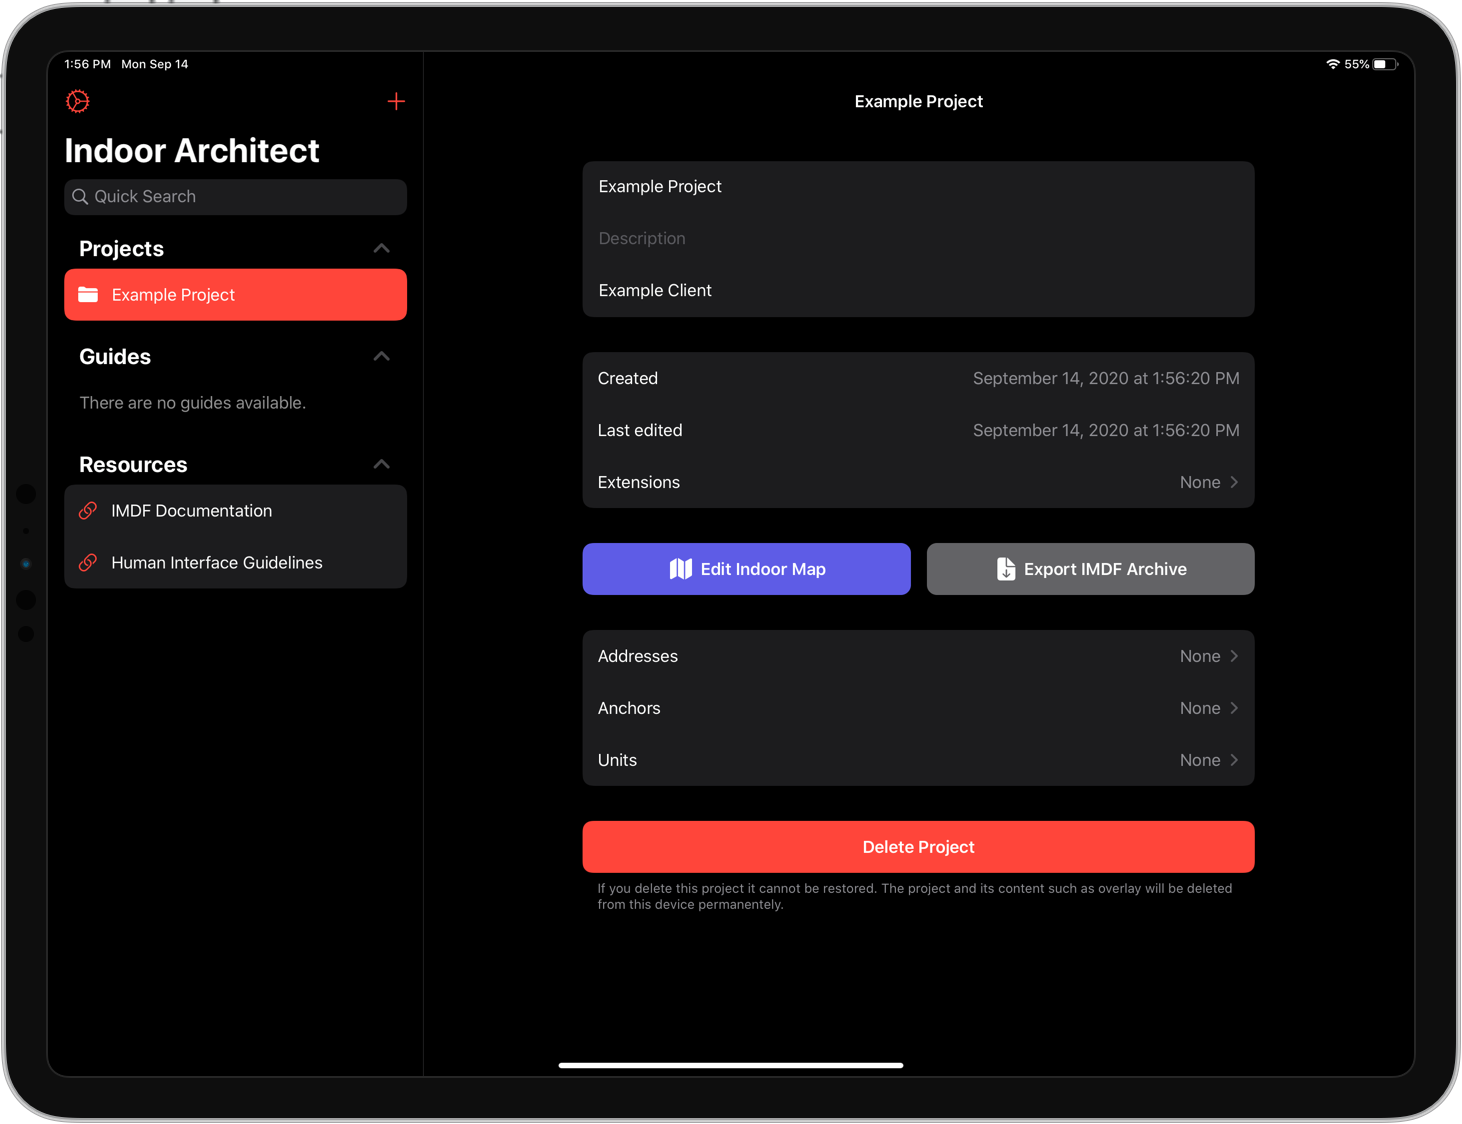 1:56 PM Mon Sep 14
55%
Indoor Architect
Quick Search
Projects
Example Project
Guides
There are no guides available.
Resources
IMDF Documentation
Human Interface Guidelines
Example Project
Example Project
Description
Example Client
Created September 14, 2020 at 1:56:20 PM
Last edited September 14, 2020 at 1:56:20 PM
Extensions None
Edit Indoor Map
Export IMDF Archive
Addresses None
Anchors None
Units None
Delete Project
If you delete this project it cannot be restored. The project and its content such as overlay will be deleted
from this device permanentely.